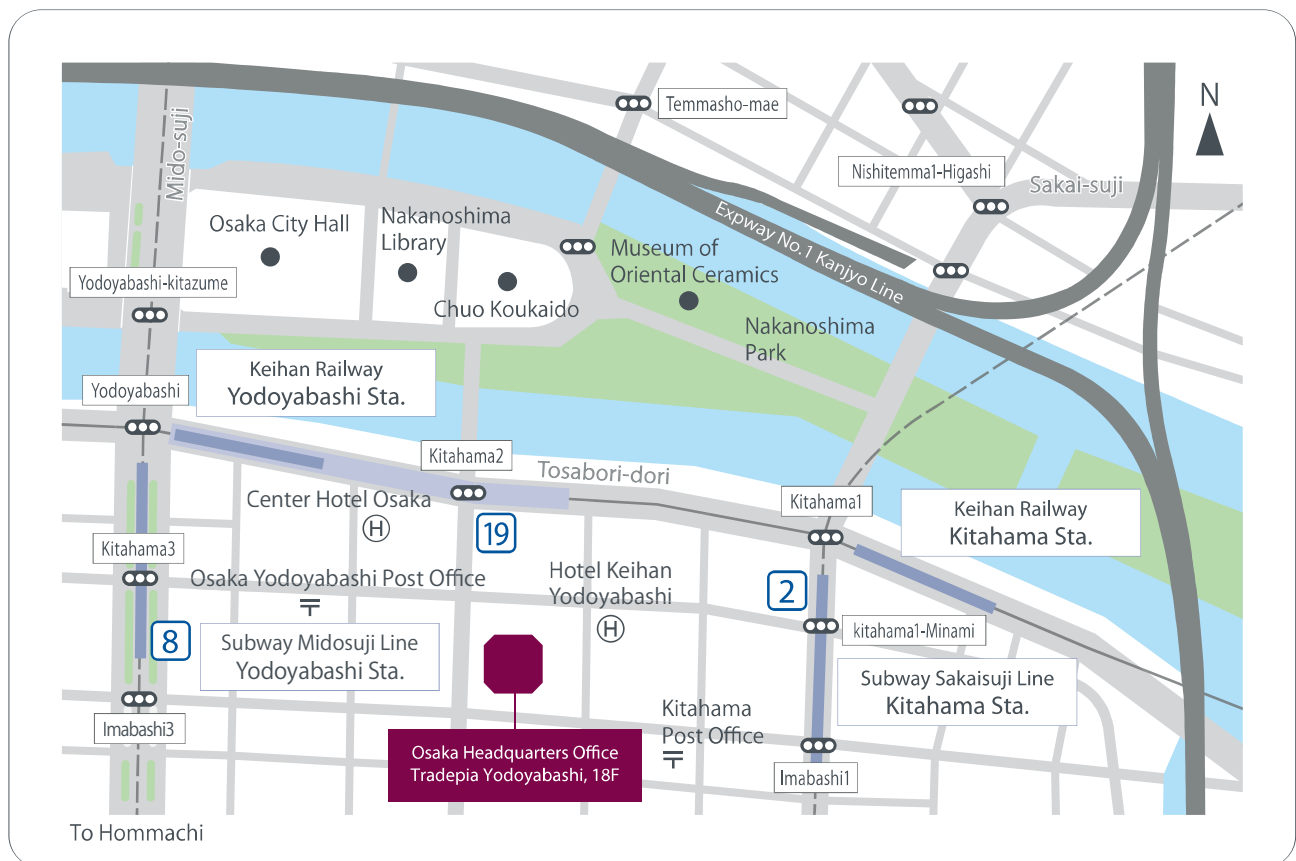 Temmasho-mae
N
Mido-suji
Nishitemma1-Higashi
Sakai-suji
Osaka City Hall
Nakanoshima
Library
Expway No.1 Kanjyo Line
Museum of
Oriental Ceramics
Yodoyabashi-kitazume
Chuo Koukaido
Nakanoshima
Park
Keihan Railway
Yodoyabashi Sta.
Yodoyabashi
Kitahama2
Tosabori-dori
Center Hotel Osaka
H
Kitahama1
Keihan Railway
Kitahama Sta.
19
Kitahama3
Osaka Yodoyabashi Post Office
〒
Hotel Keihan
Yodoyabashi
H
2
kitahama1-Minami
8
Subway Midosuji Line
Yodoyabashi Sta.
Subway Sakaisuji Line
Kitahama Sta.
Imabashi3
Kitahama
Post Office
〒
Osaka Headquarters Office
Tradepia Yodoyabashi, 18F
Imabashi1
To Hommachi